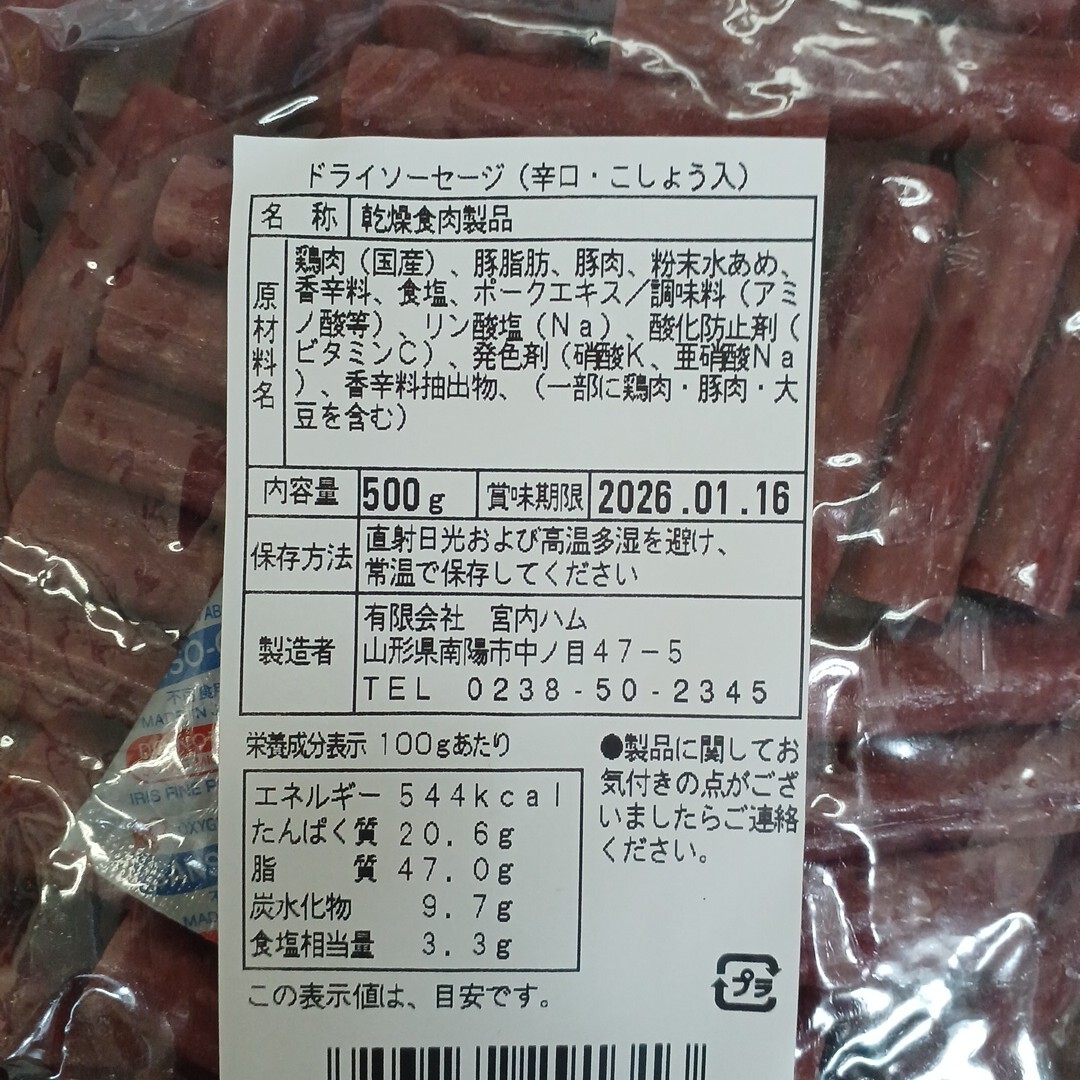 ドライソーセージ（辛口・こしょう入）
名 称 乾燥食肉製品
原材料名
鶏肉（国産）、豚脂肪、豚肉、粉末水あめ、
香辛料、食塩、ポークエキス／調味料（アミ
ノ酸等）、リン酸塩（Ｎａ）、酸化防止剤（
ビタミンＣ）、発色剤（硝酸Ｋ、亜硝酸Ｎａ
）、香辛料抽出物、（一部に鶏肉・豚肉・大
豆を含む）
内容量 500g 賞味期限 2026.01.16
保存方法
直射日光および高温多湿を避け、
常温で保存してください
製造者
有限会社 宮内ハム
山形県南陽市中ノ目４７－５
ＴＥＬ ０２３８－５０－２３４５
栄養成分表示 100gあたり
エネルギー 544kcal
たんぱく質 20.6g
脂 質 47.0g
炭水化物 9.7g
食塩相当量 3.3g
この表示値は、目安です。
●製品に関してお
気付きの点がござ
いましたらご連絡
ください。
プラ